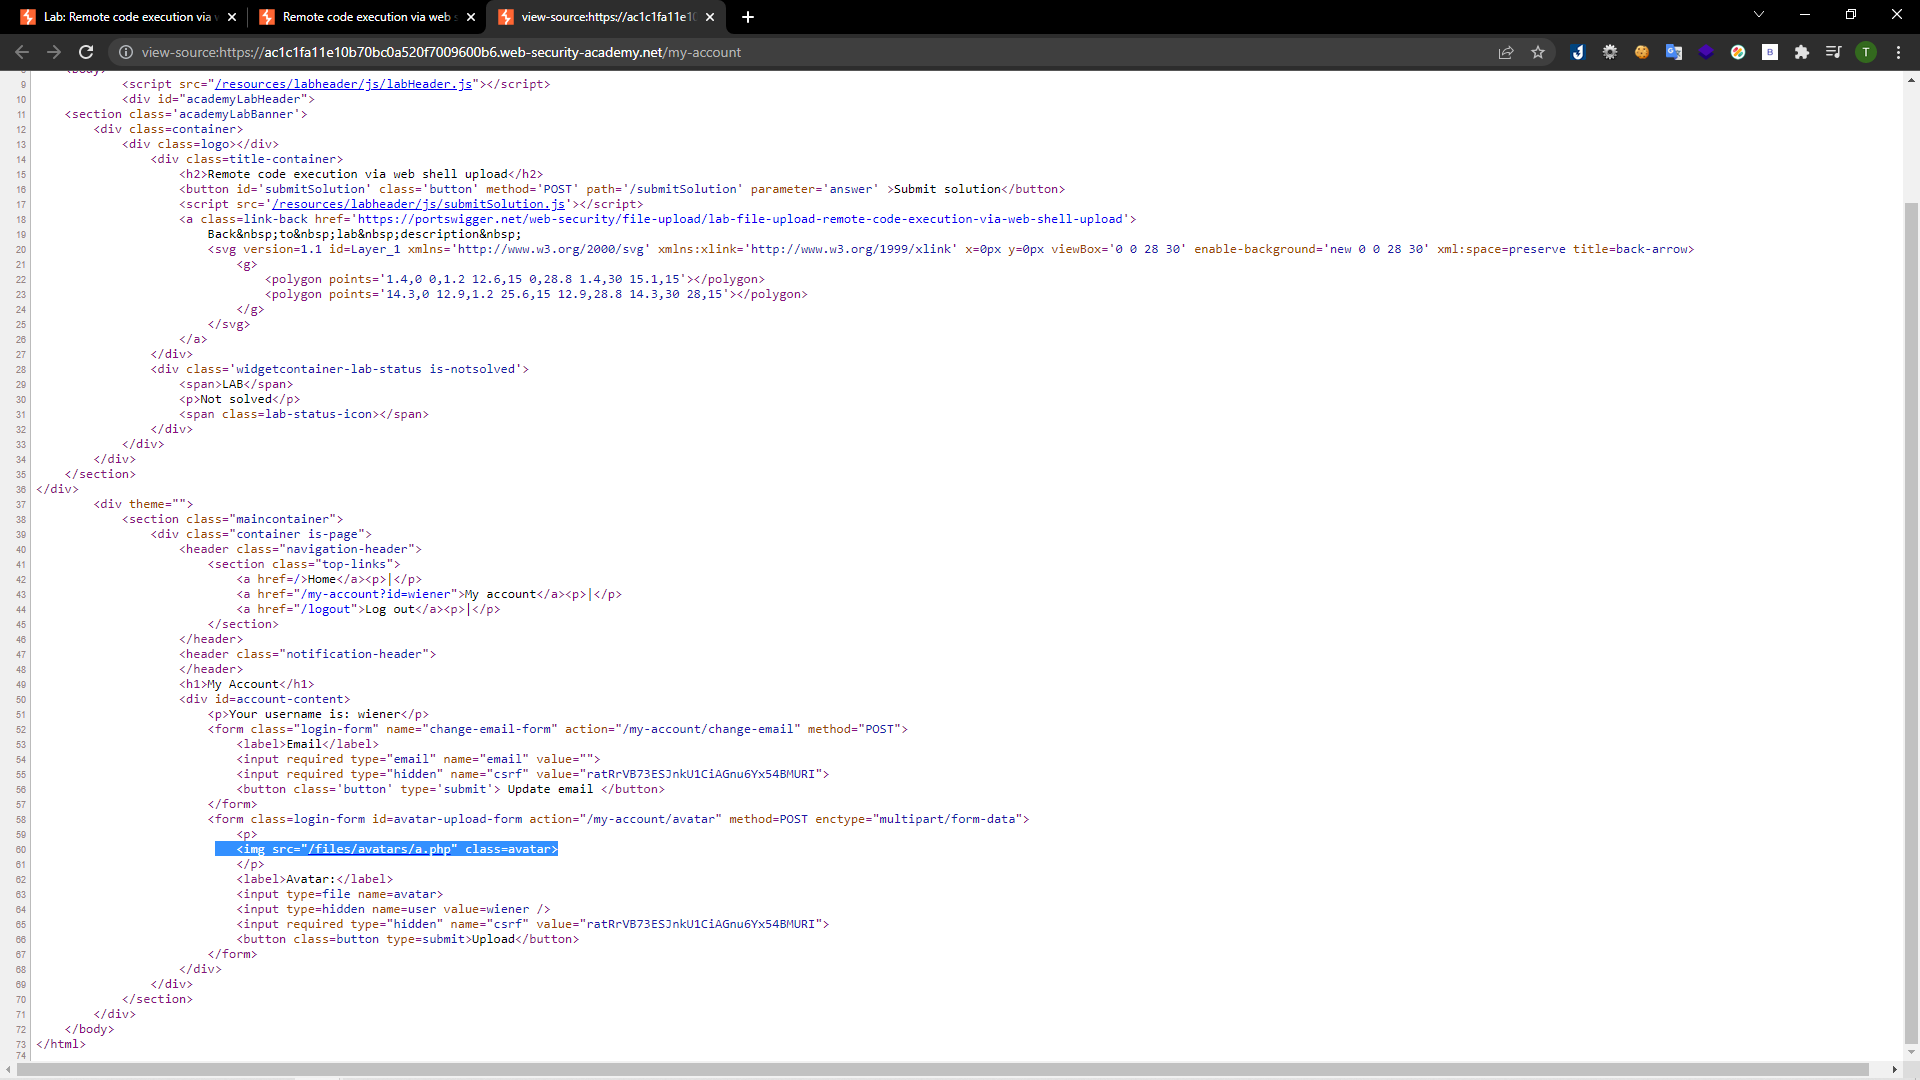 Lab: Remote code execution via
Remote code execution via web s
view-source:https://ac1c1fa11e10
view-source:https://ac1c1fa11e10b70bc0a520f7009600b6.web-security-academy.net/my-account
T
9 <script src="/resources/labheader/js/labHeader.js"></script>
10 <div id="academyLabHeader">
11 <section class='academyLabBanner'>
12 <div class=container>
13 <div class=logo></div>
14 <div class=title-container>
15 <h2>Remote code execution via web shell upload</h2>
16 <button id='submitSolution' class='button' method='POST' path='/submitSolution' parameter='answer' >Submit solution</button>
17 <script src='/resources/labheader/js/submitSolution.js'></script>
18 <a class=link-back href='https://portswigger.net/web-security/file-upload/lab-file-upload-remote-code-execution-via-web-shell-upload'>
19 Back&nbsp;to&nbsp;lab&nbsp;description&nbsp;
20 <svg version=1.1 id=Layer_1 xmlns='http://www.w3.org/2000/svg' xmlns:xlink='http://www.w3.org/1999/xlink' x=0px y=0px viewBox='0 0 28 30' enable-background='new 0 0 28 30' xml:space=preserve title=back-arrow>
21 <g>
22 <polygon points='1.4,0 0,1.2 12.6,15 0,28.8 1.4,30 15.1,15'></polygon>
23 <polygon points='14.3,0 12.9,1.2 25.6,15 12.9,28.8 14.3,30 28,15'></polygon>
24 </g>
25 </svg>
26 </a>
27 </div>
28 <div class='widgetcontainer-lab-status is-notsolved'>
29 <span>LAB</span>
30 <p>Not solved</p>
31 <span class=lab-status-icon></span>
32 </div>
33 </div>
34 </div>
35 </section>
36 </div>
37 <div theme="">
38 <section class="maincontainer">
39 <div class="container is-page">
40 <header class="navigation-header">
41 <section class="top-links">
42 <a href=/>Home</a><p>|</p>
43 <a href="/my-account?id=wiener">My account</a><p>|</p>
44 <a href="/logout">Log out</a><p>|</p>
45 </section>
46 </header>
47 <header class="notification-header">
48 </header>
49 <h1>My Account</h1>
50 <div id=account-content>
51 <p>Your username is: wiener</p>
52 <form class="login-form" name="change-email-form" action="/my-account/change-email" method="POST">
53 <label>Email</label>
54 <input required type="email" name="email" value="">
55 <input required type="hidden" name="csrf" value="ratRrVB73ESJnkU1CiAGnu6Yx54BMURI">
56 <button class='button' type='submit'> Update email </button>
57 </form>
58 <form class=login-form id=avatar-upload-form action="/my-account/avatar" method=POST enctype="multipart/form-data">
59 <p>
60 <img src="/files/avatars/a.php" class=avatar>
61 </p>
62 <label>Avatar:</label>
63 <input type=file name=avatar>
64 <input type=hidden name=user value=wiener />
65 <input required type="hidden" name="csrf" value="ratRrVB73ESJnkU1CiAGnu6Yx54BMURI">
66 <button class=button type=submit>Upload</button>
67 </form>
68 </div>
69 </div>
70 </section>
71 </div>
72 </body>
73 </html>
74